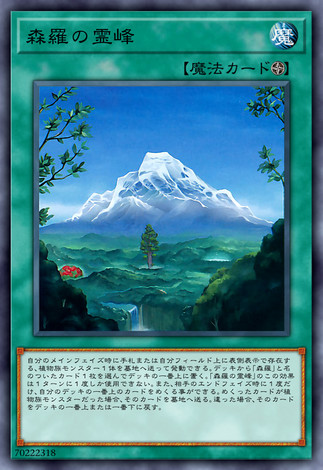 森羅の霊峰
魔
【魔法カード】
自分のメインフェイズ時に手札または自分フィールド上に表側表示で存在す
る、植物族モンスター1体を墓地へ送って発動できる。デッキから「森羅」と名
のついたカード1枚を選んでデッキの一番上に置く。「森羅の霊峰」のこの効果
は1ターンに1度しか使用できない。また、相手のエンドフェイズ時に1度だ
け、自分のデッキの一番上のカードをめくる事ができる。めくったカードが植
物族モンスターだった場合、そのカードを墓地へ送る。違った場合、そのカード
をデッキの一番上または一番下に戻す。
70222318